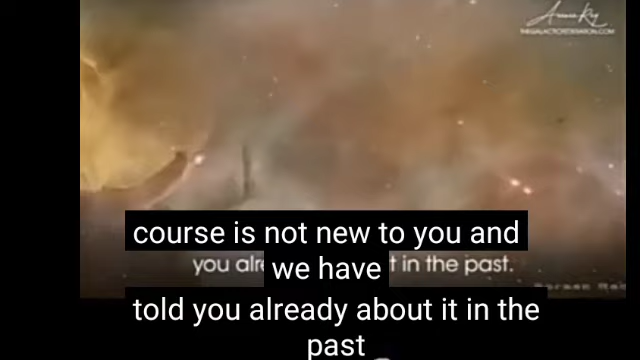 course is not new to you and
we have
you alr
t in the past.
told you already about it in the
past